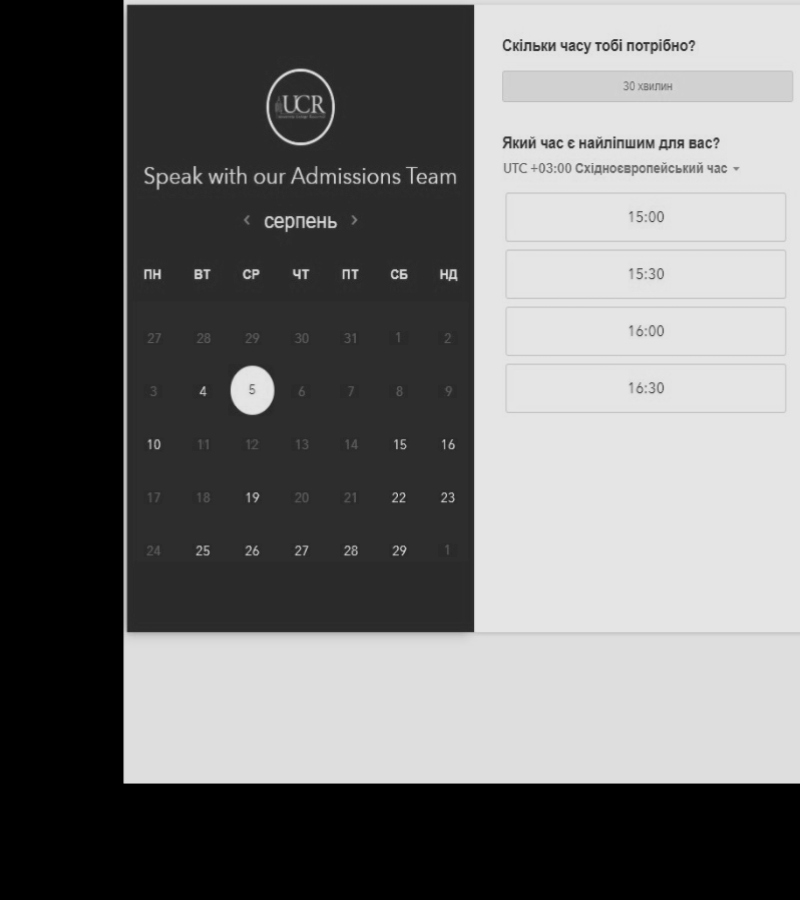 UCR
Speak with our Admissions Team
серпень
ПН ВТ СР ЧТ ПТ СБ НД
27 28 29 30 31 1 2
3 4 5 6 7 8 9
10 11 12 13 14 15 16
17 18 19 20 21 22 23
24 25 26 27 28 29 1
Скільки часу тобі потрібно?
30 хвилин
Який час є найліпшим для вас?
UTC +03:00 Східноєвропейський час
15:00
15:30
16:00
16:30